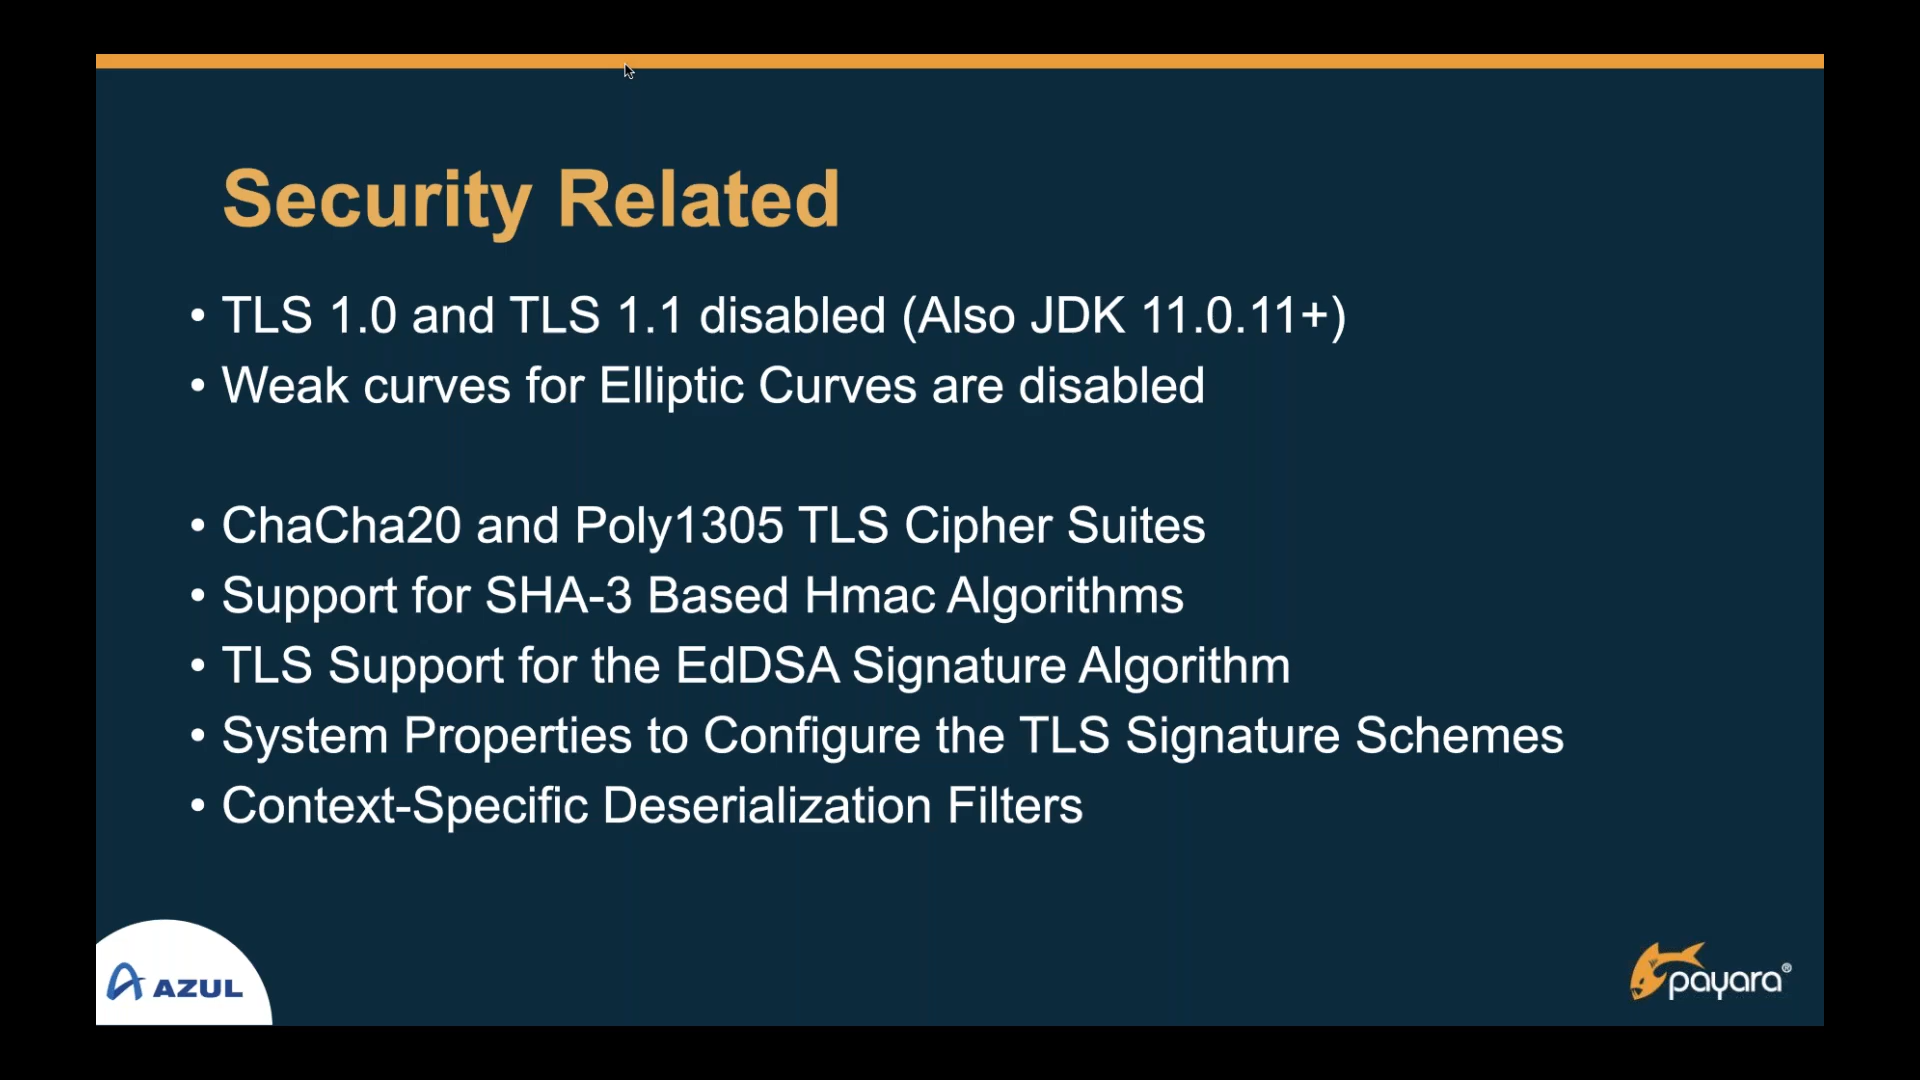 Security Related
• TLS 1.0 and TLS 1.1 disabled (Also JDK 11.0.11+)
• Weak curves for Elliptic Curves are disabled
• ChaCha20 and Poly1305 TLS Cipher Suites
• Support for SHA-3 Based Hmac Algorithms
• TLS Support for the EdDSA Signature Algorithm
• System Properties to Configure the TLS Signature Schemes
• Context-Specific Deserialization Filters
AZUL
payara®